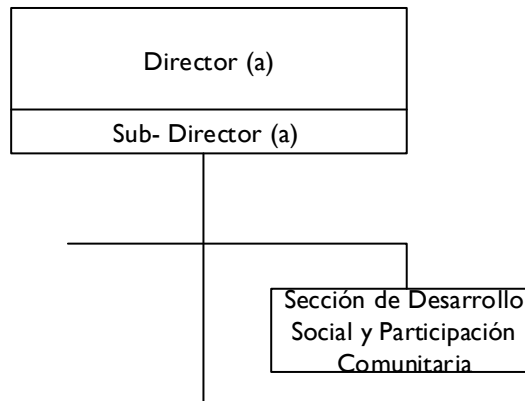 Director (a)
Sub- Director (a)
Sección de Desarrollo
Social y Participación
Comunitaria